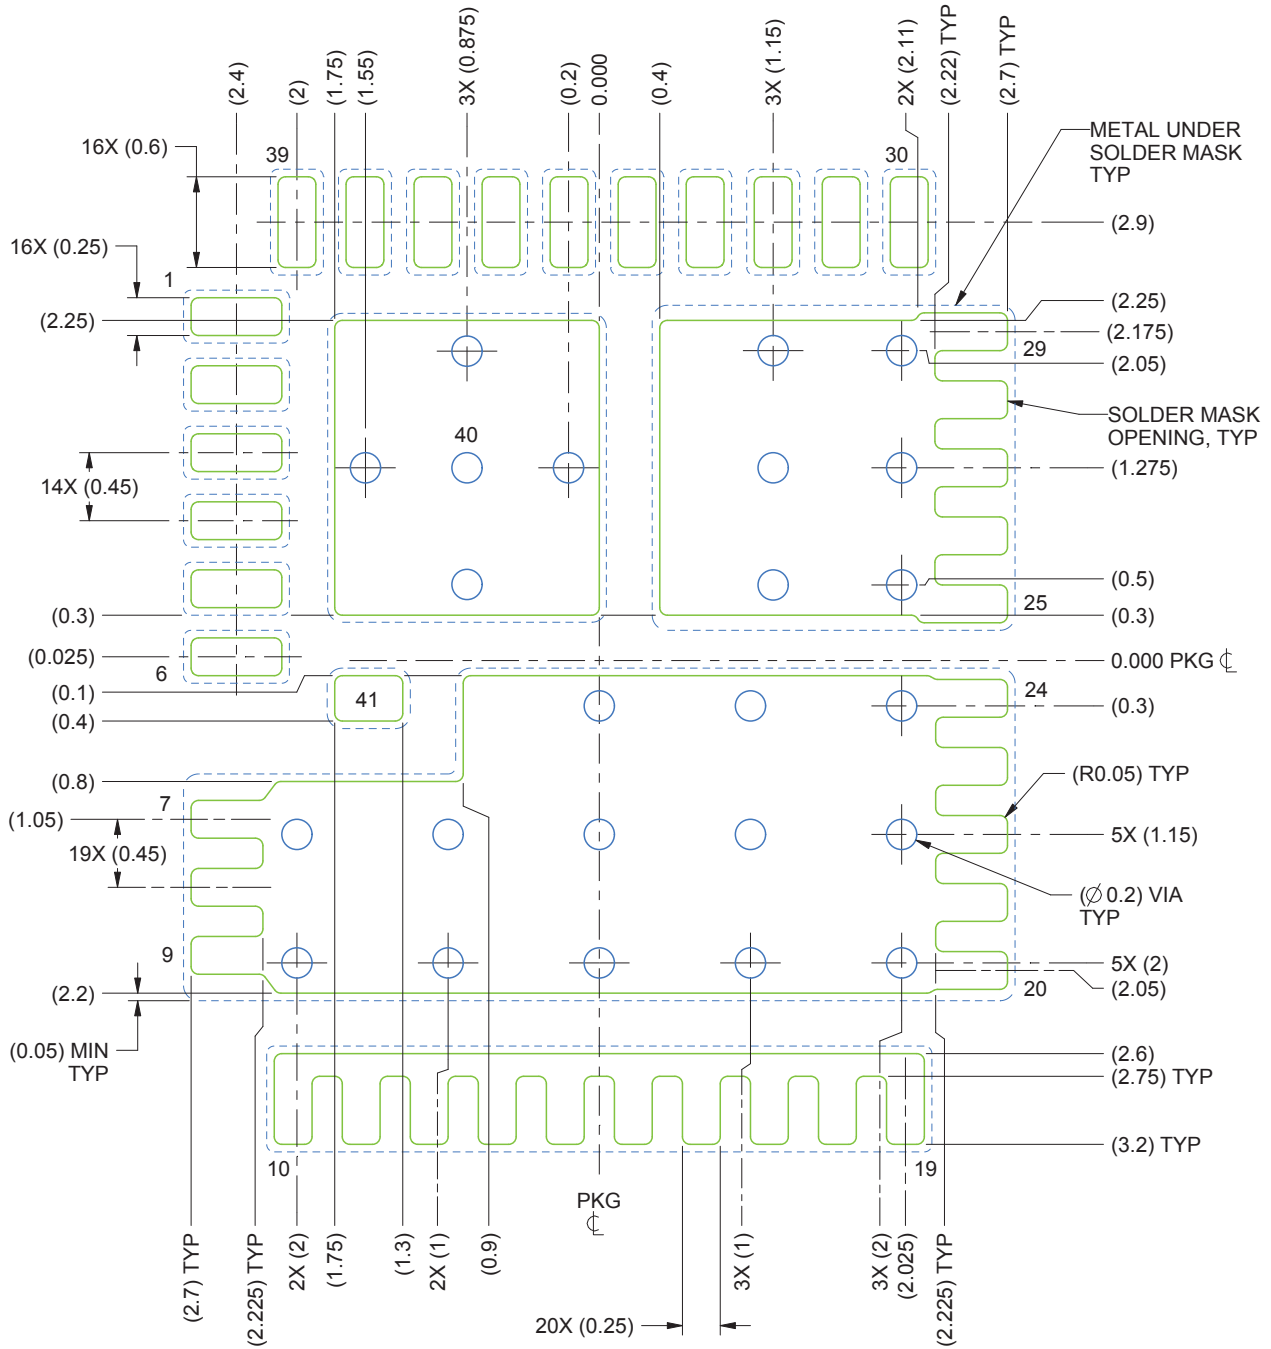 (2.4)
(2)
(1.75)
(1.55)
3X (0.875)
(0.2)
0.000
(0.4)
3X (1.15)
2X (2.11)
(2.22) TYP
(2.7) TYP
16X (0.6)
39
30
METAL UNDER
SOLDER MASK
TYP
(2.9)
16X (0.25)
1
(2.25)
(2.25)
(2.175)
29
(2.05)
SOLDER MASK
OPENING, TYP
40
(1.275)
14X (0.45)
(0.5)
(0.3)
25
(0.3)
(0.025)
6
0.000 PKG ℄
(0.1)
41
24
(0.4)
(0.3)
(0.8)
7
(R0.05) TYP
(1.05)
5X (1.15)
19X (0.45)
(∅ 0.2) VIA
TYP
9
5X (2)
(2.2)
20
(2.05)
(0.05) MIN
TYP
(2.6)
(2.75) TYP
(3.2) TYP
10
19
PKG
℄
(2.7) TYP
(2.225) TYP
2X (2)
(1.75)
(1.3)
2X (1)
(0.9)
3X (1)
3X (2)
(2.025)
(2.225) TYP
20X (0.25)